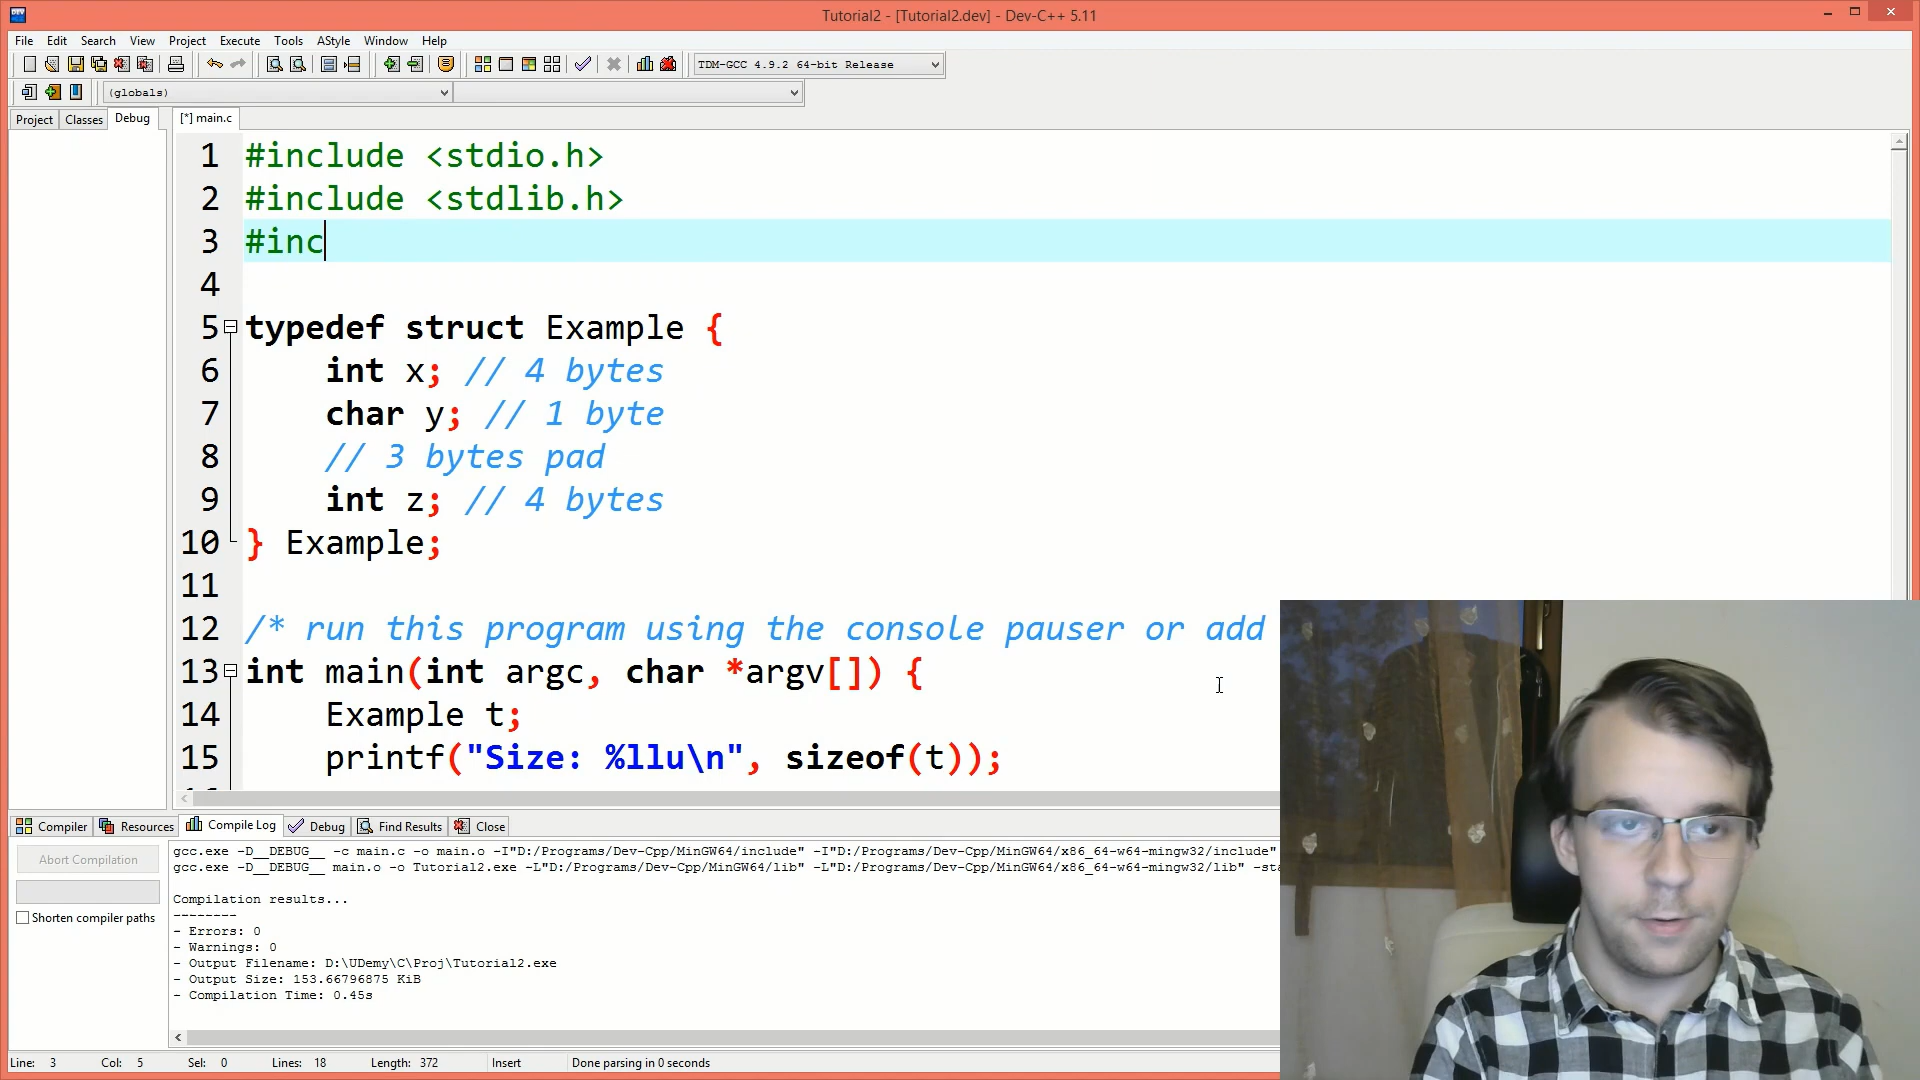 Tutorial2 - [Tutorial2.dev] - Dev-C++ 5.11
File Edit Search View Project Execute Tools AStyle Window Help
TDM-GCC 4.9.2 64-bit Release
(globals)
Project Classes Debug [*] main.c
1 #include <stdio.h>
2 #include <stdlib.h>
3 #inc
4
5 typedef struct Example {
6 int x; // 4 bytes
7 char y; // 1 byte
8 // 3 bytes pad
9 int z; // 4 bytes
10 } Example;
11
12 /* run this program using the console pauser or add
13 int main(int argc, char *argv[]) {
14 Example t;
15 printf("Size: %llu\n", sizeof(t));
Compiler Resources Compile Log Debug Find Results Close
Abort Compilation
Shorten compiler paths
gcc.exe -D__DEBUG__ -c main.c -o main.o -I"D:/Programs/Dev-Cpp/MinGW64/include" -I"D:/Programs/Dev-Cpp/MinGW64/x86_64-w64-mingw32/include"
gcc.exe -D__DEBUG__ main.o -o Tutorial2.exe -L"D:/Programs/Dev-Cpp/MinGW64/lib" -L"D:/Programs/Dev-Cpp/MinGW64/x86_64-w64-mingw32/lib" -sta
Compilation results...
--------
- Errors: 0
- Warnings: 0
- Output Filename: D:\UDemy\C\Proj\Tutorial2.exe
- Output Size: 153.66796875 KiB
- Compilation Time: 0.45s
Line: 3 Col: 5 Sel: 0 Lines: 18 Length: 372 Insert Done parsing in 0 seconds